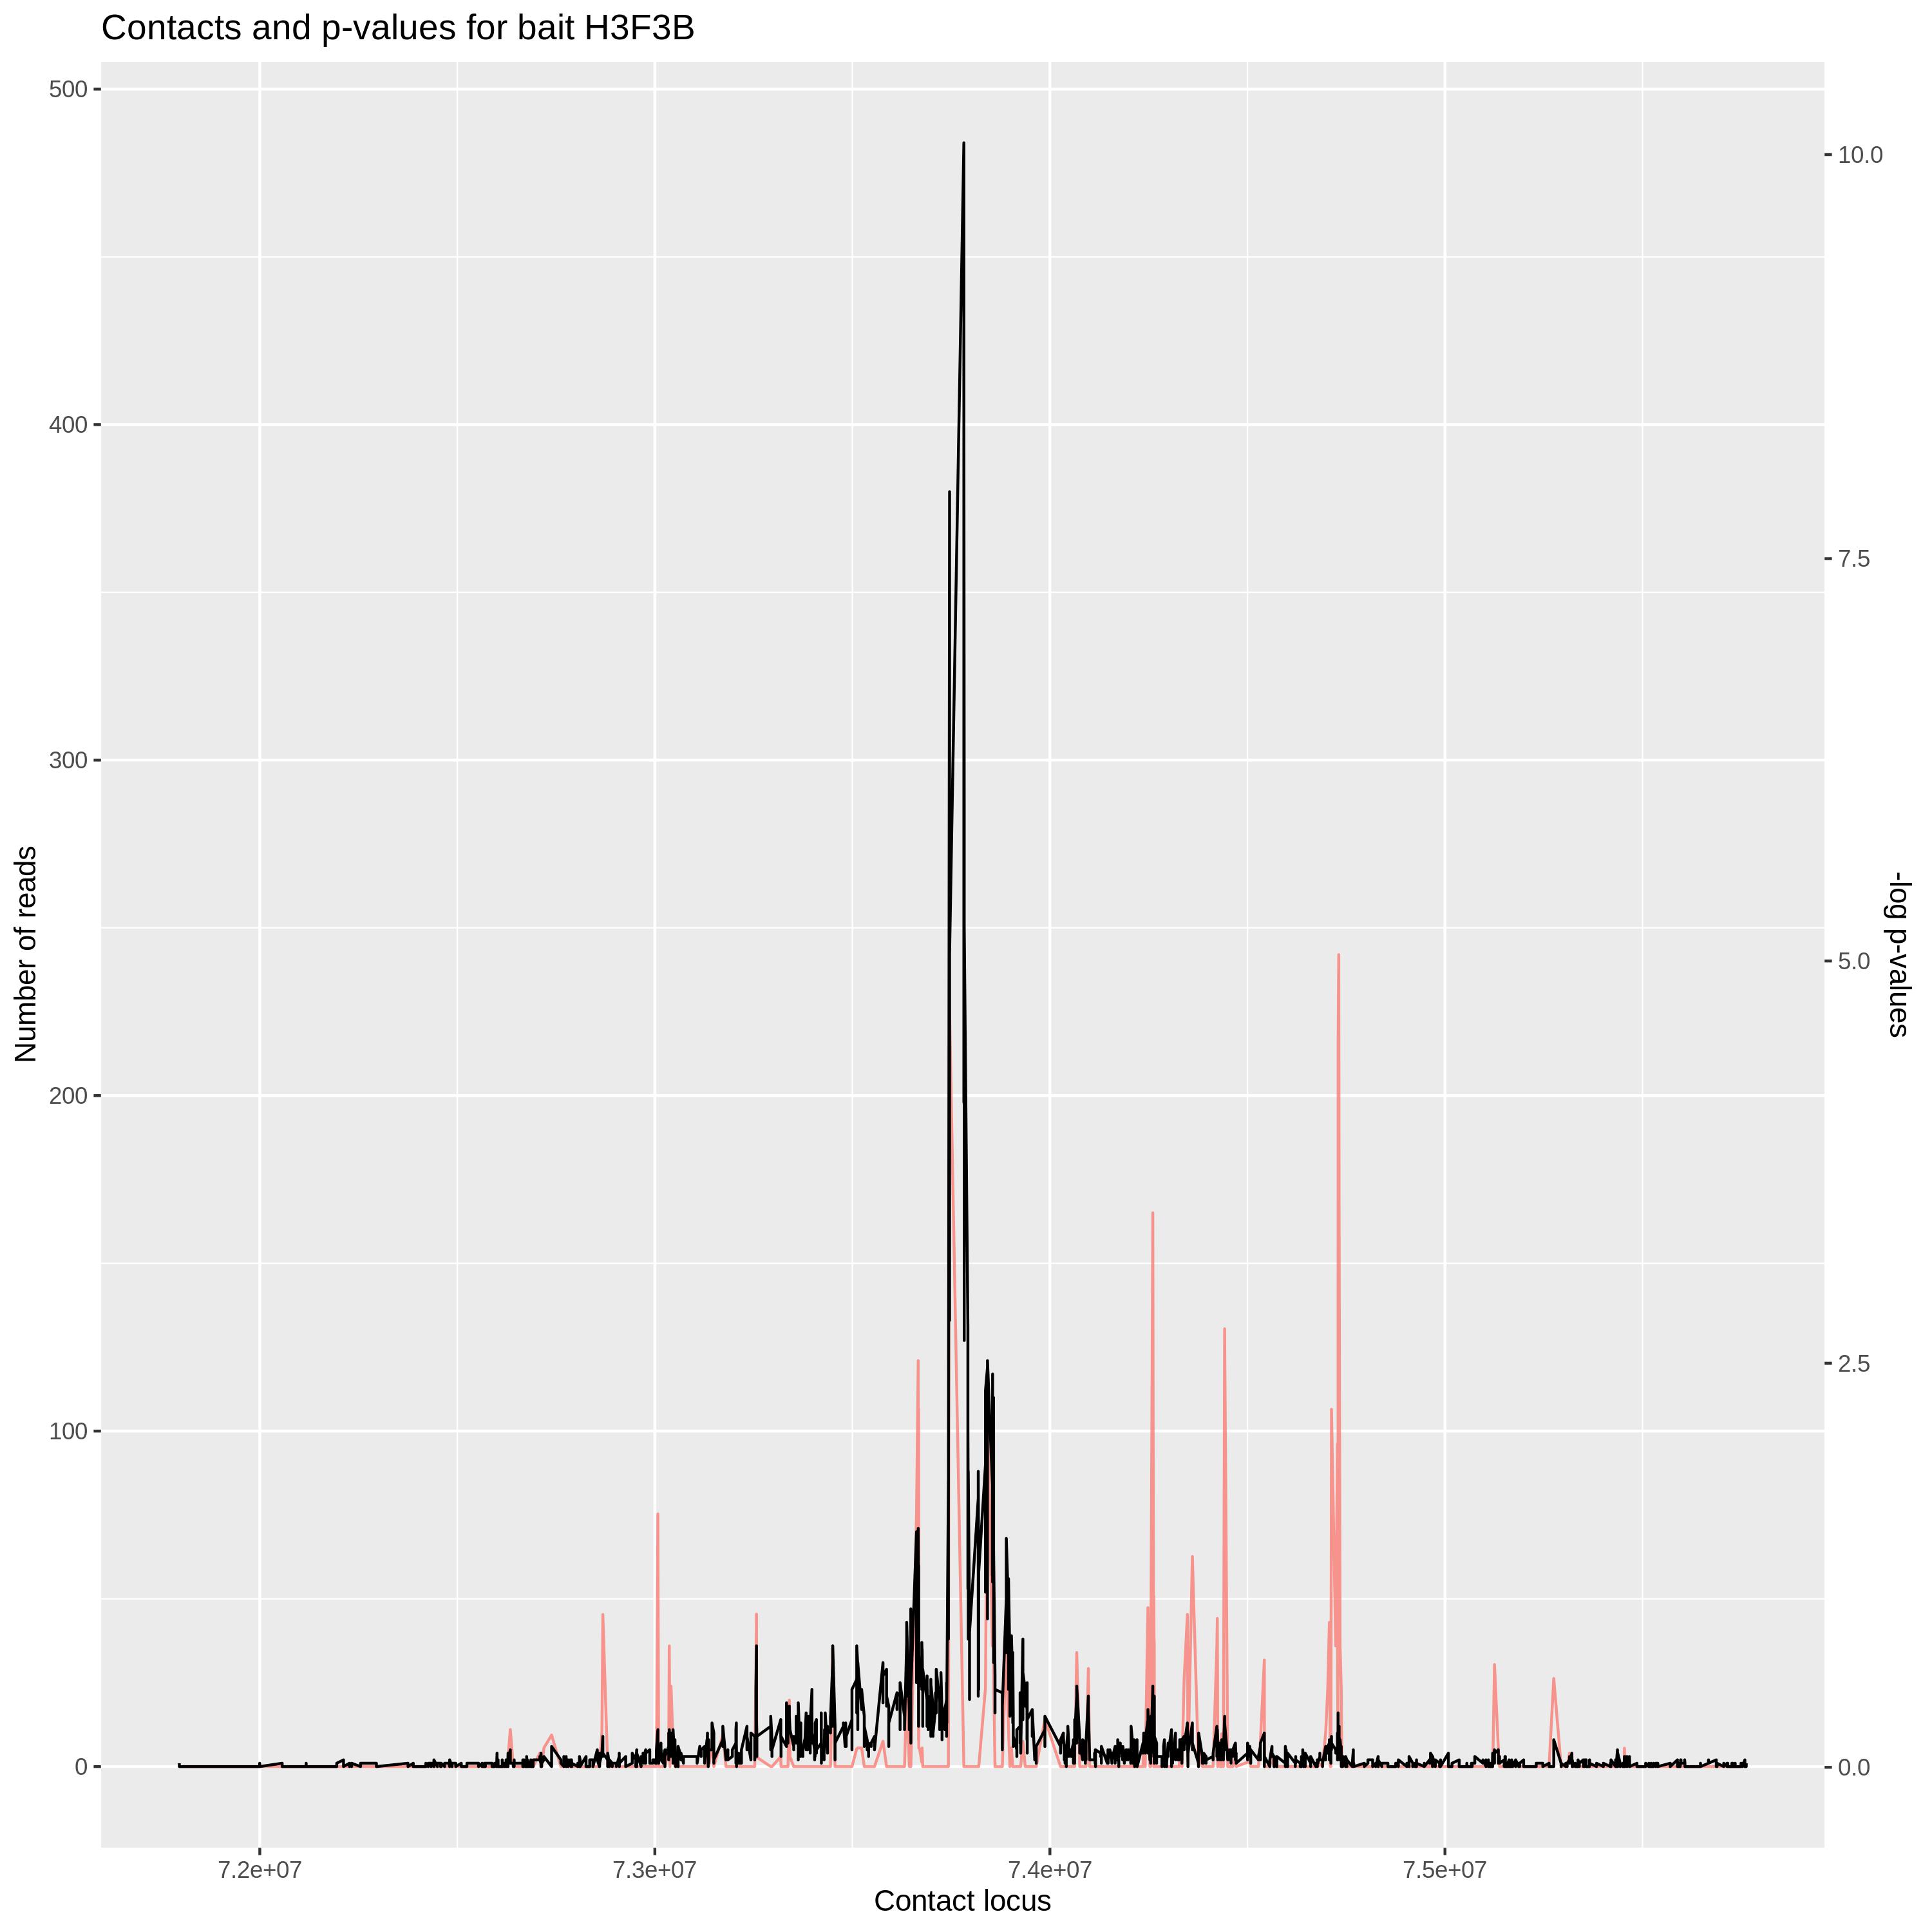 Contacts and p-values for bait H3F3B
500
400
300
200
100
0
Number of reads
10.0
7.5
5.0
2.5
0.0
-log p-values
7.2e+07
7.3e+07
7.4e+07
7.5e+07
Contact locus